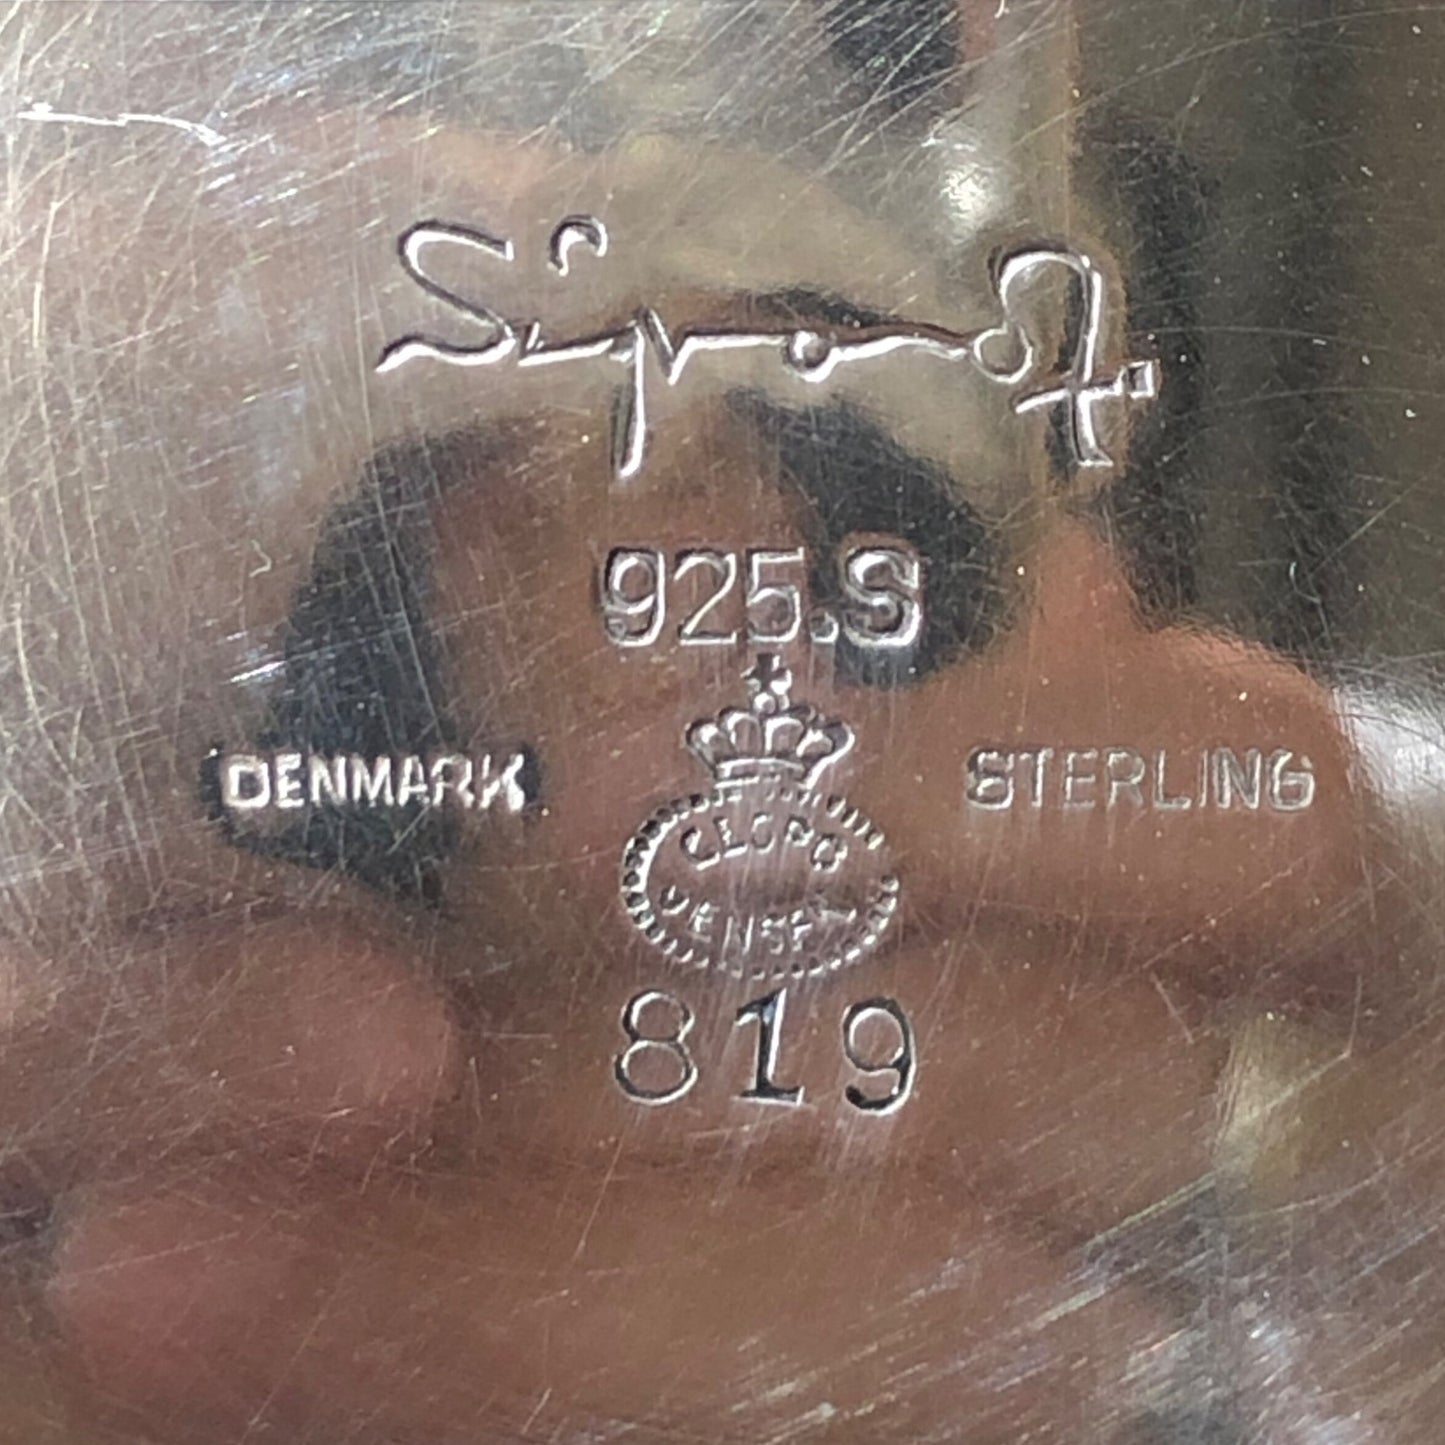 Sigvard
925.S
DENMARK STERLING
GEORG
JENSEN
819